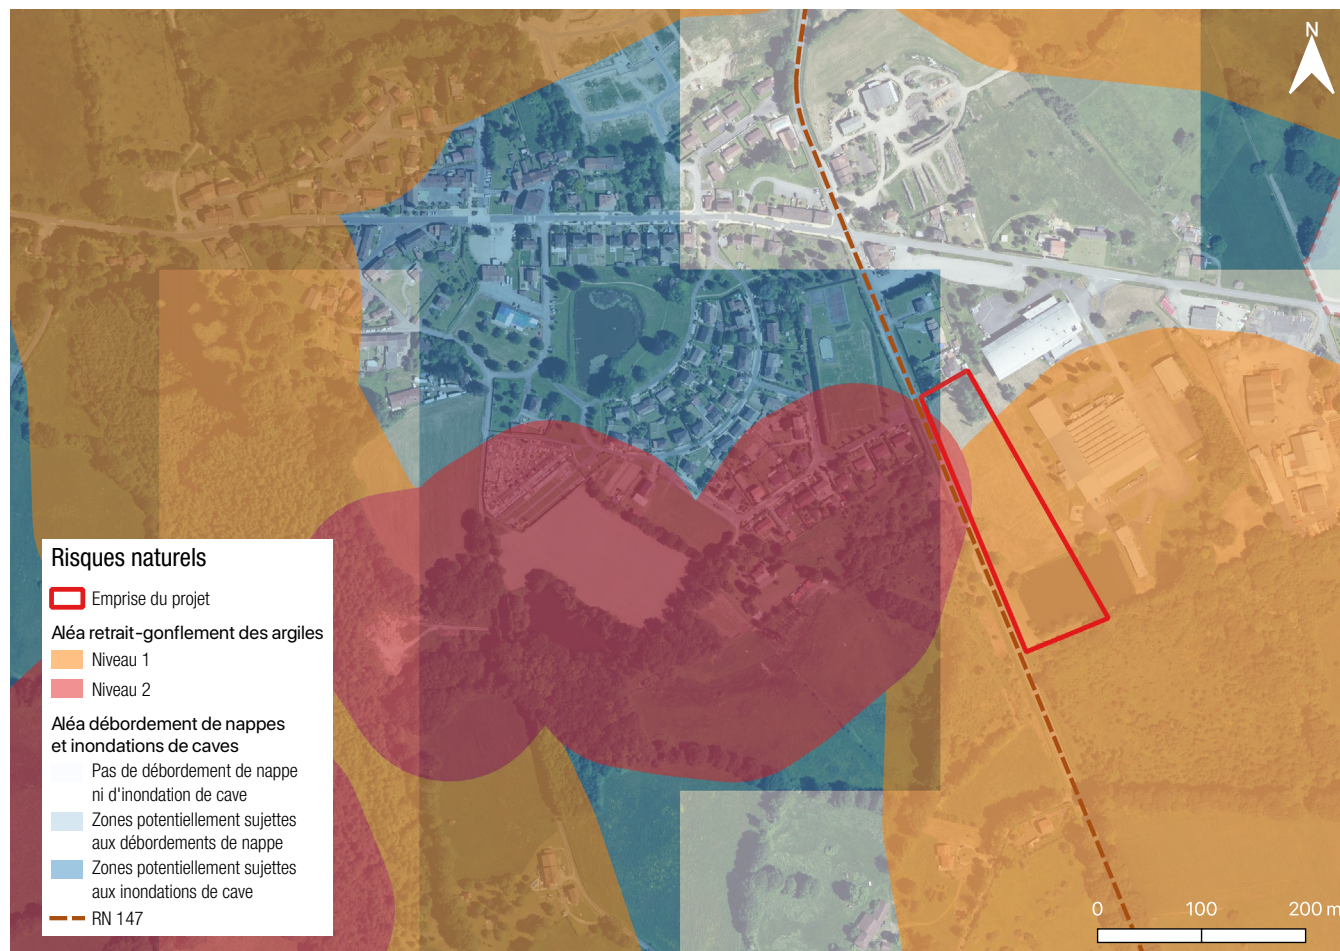 N
Risques naturels
Emprise du projet
Aléa retrait-gonflement des argiles
Niveau 1
Niveau 2
Aléa débordement de nappes
et inondations de caves
Pas de débordement de nappe
ni d'inondation de cave
Zones potentiellement sujettes
aux débordements de nappe
Zones potentiellement sujettes
aux inondations de cave
RN 147
0 100 200 m